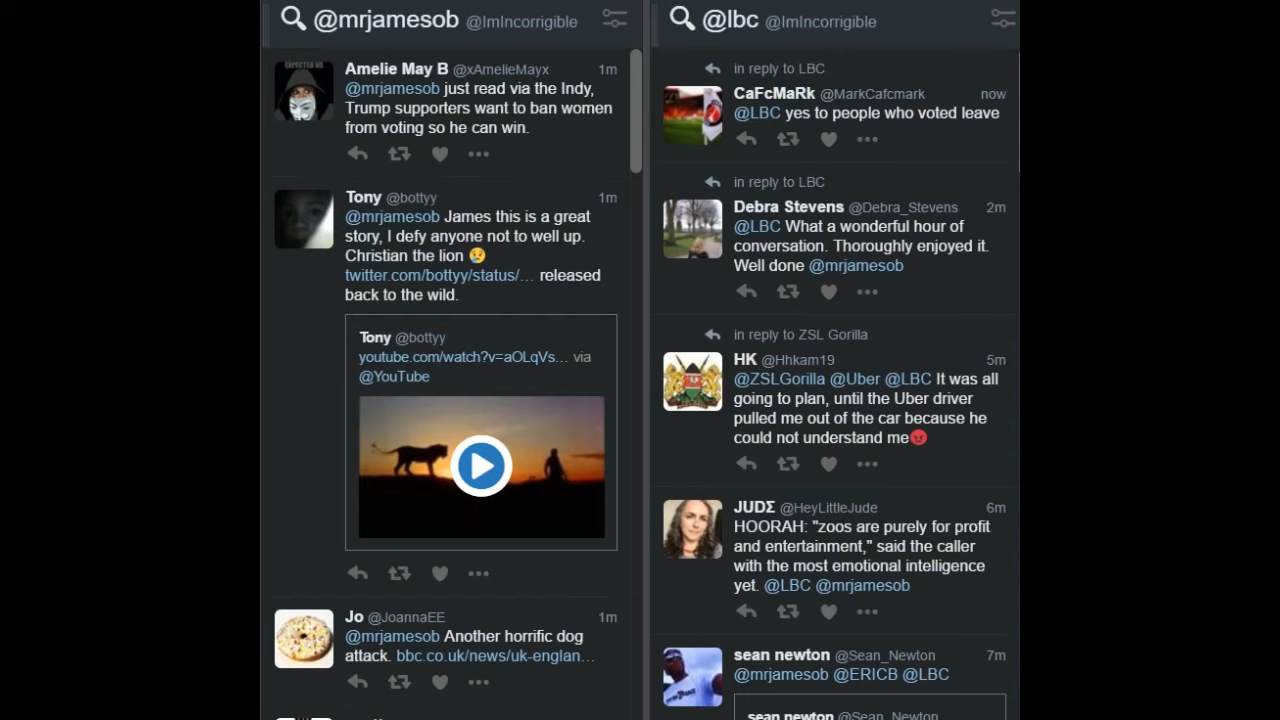 @mrjamesob @ImIncorrigible
EXPECTED US
Amelie May B @xAmelieMayx 1m
@mrjamesob just read via the Indy,
Trump supporters want to ban women
from voting so he can win.
Tony @bottyy 1m
@mrjamesob James this is a great
story, I defy anyone not to well up.
Christian the lion 😢
twitter.com/bottyy/status/… released
back to the wild.
Tony @bottyy
youtube.com/watch?v=aOLqVs… via
@YouTube
Jo @JoannaEE 1m
@mrjamesob Another horrific dog
attack. bbc.co.uk/news/uk-englan…
@lbc @ImIncorrigible
in reply to LBC
CaFcMaRk @MarkCafcmark now
@LBC yes to people who voted leave
in reply to LBC
Debra Stevens @Debra_Stevens 2m
@LBC What a wonderful hour of
conversation. Thoroughly enjoyed it.
Well done @mrjamesob
in reply to ZSL Gorilla
HK @Hhkam19 5m
@ZSLGorilla @Uber @LBC It was all
going to plan, until the Uber driver
pulled me out of the car because he
could not understand me😡
JUDΣ @HeyLittleJude 6m
HOORAH: "zoos are purely for profit
and entertainment," said the caller
with the most emotional intelligence
yet. @LBC @mrjamesob
sean newton @Sean_Newton 7m
@mrjamesob @ERICB @LBC
sean newton @Sean_Newton